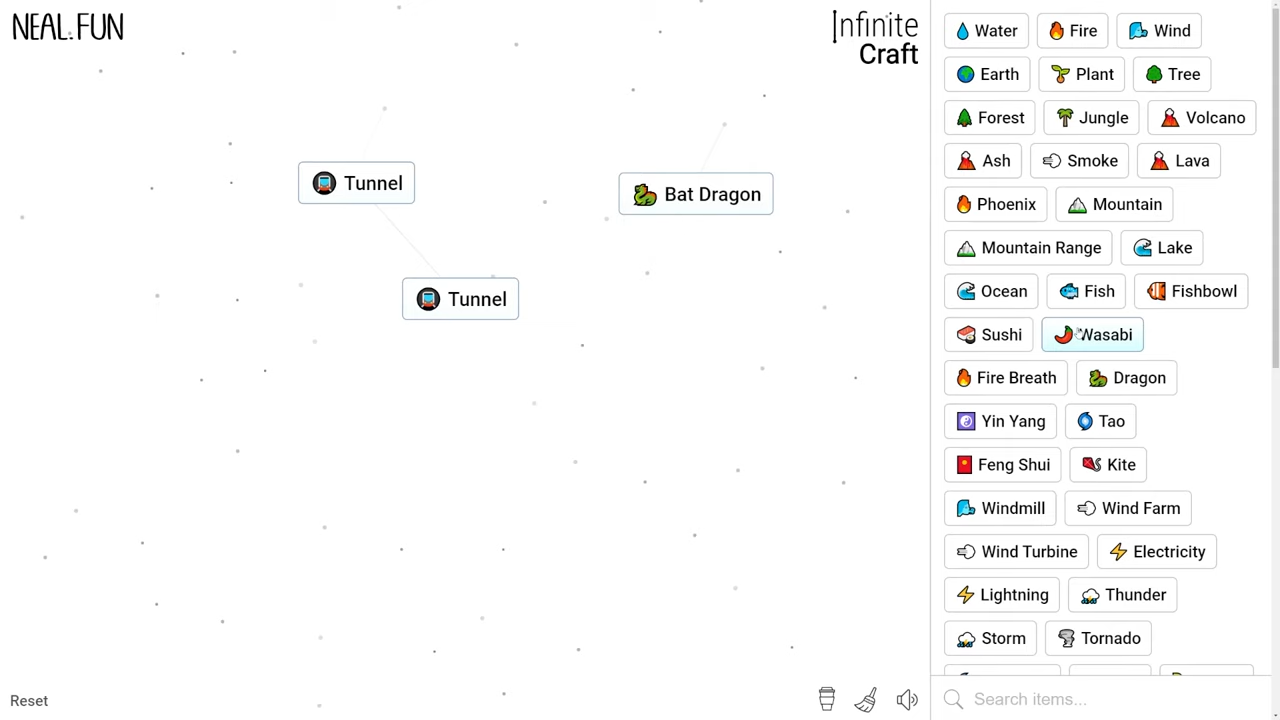 NEAL.FUN
Infinite
Craft
Tunnel
Bat Dragon
Tunnel
Reset
Water Fire Wind
Earth Plant Tree
Forest Jungle Volcano
Ash Smoke Lava
Phoenix Mountain
Mountain Range Lake
Ocean Fish Fishbowl
Sushi Wasabi
Fire Breath Dragon
Yin Yang Tao
Feng Shui Kite
Windmill Wind Farm
Wind Turbine Electricity
Lightning Thunder
Storm Tornado
Search items...